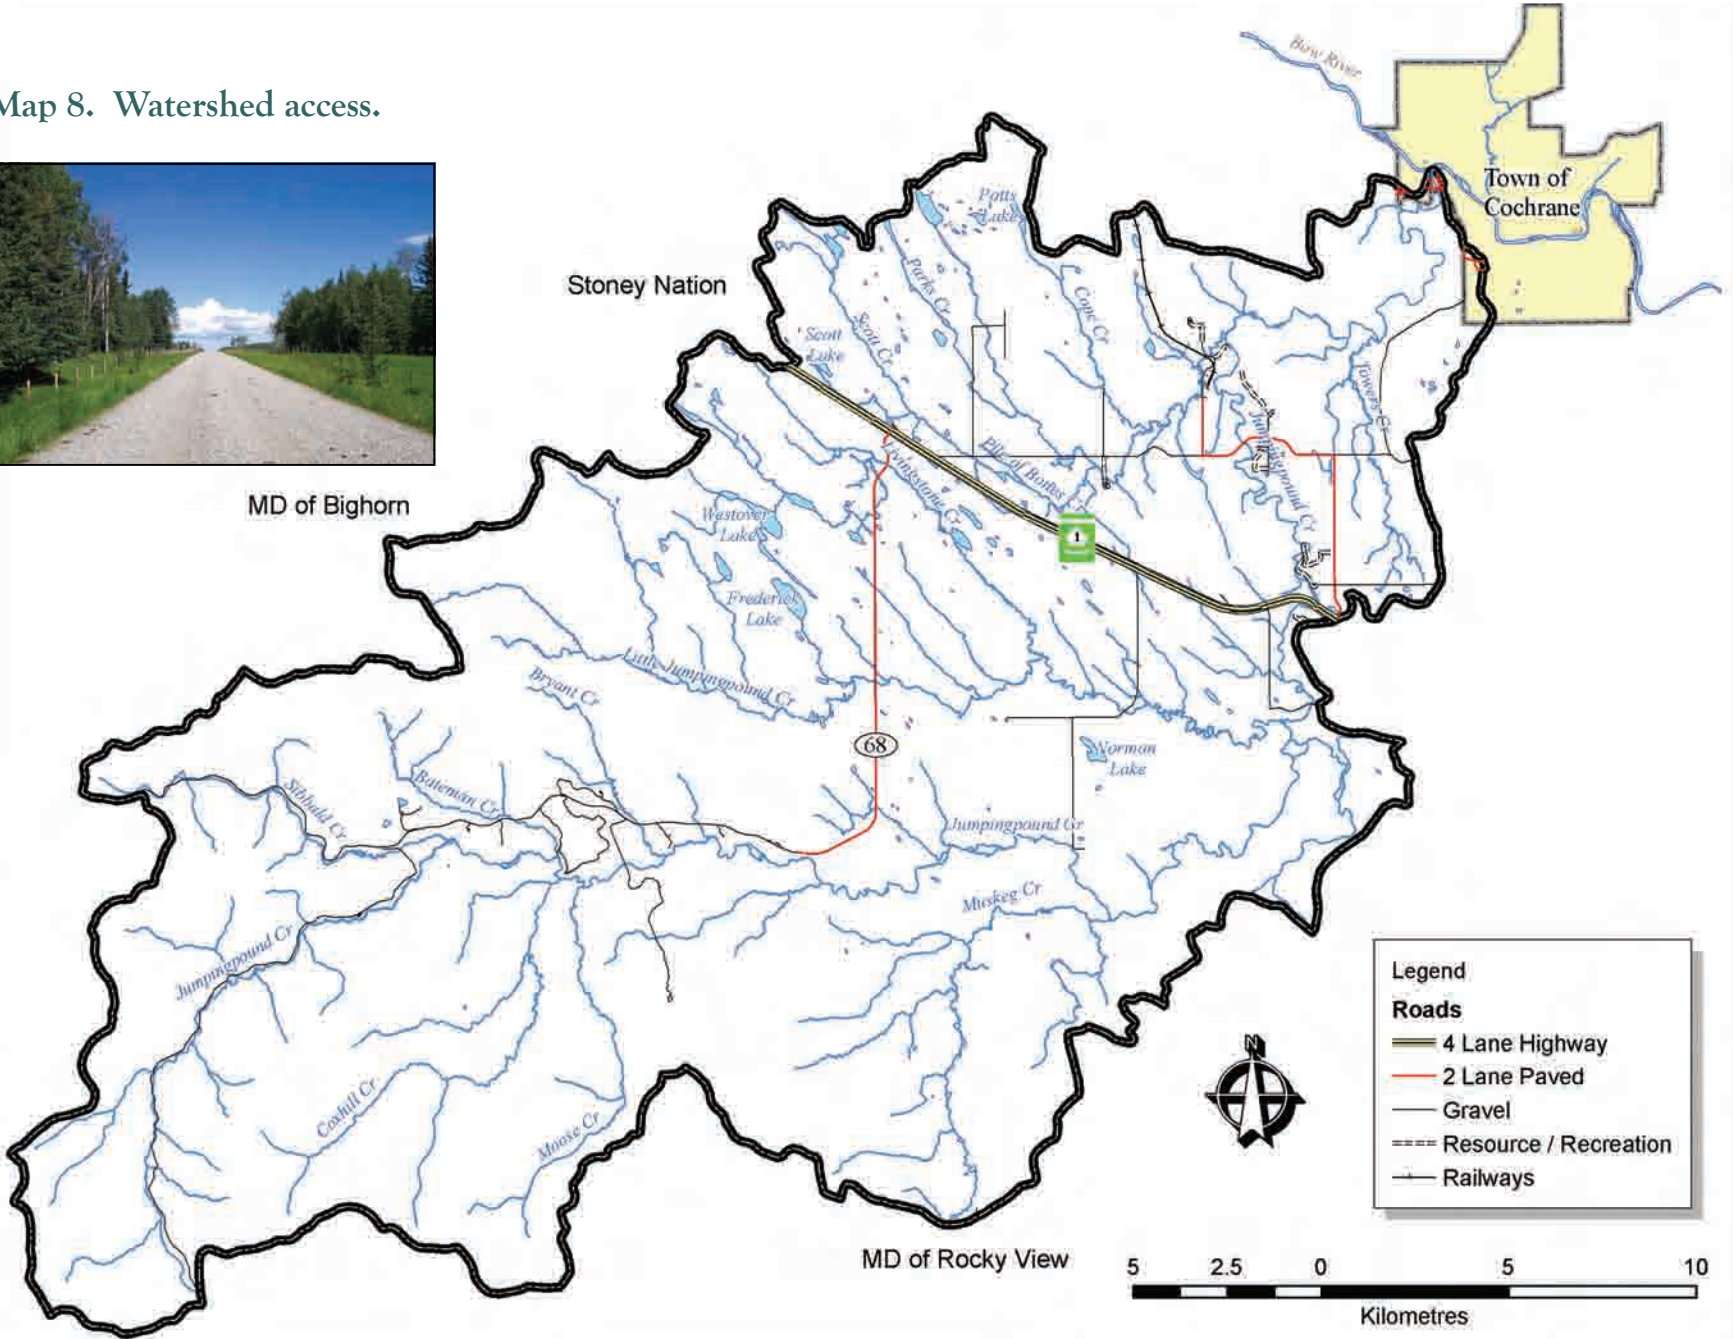 Map 8. Watershed access.
Bow River
Town of
Cochrane
Stoney Nation
Potts
Lake
Parks Cr
Cope Cr
Scott Cr
Scott
Lake
Towers Cr
Jumpingpound Cr
Pile of Bones Cr
Livingstone Cr
MD of Bighorn
Westover
Lake
1
Frederick
Lake
Little Jumpingpound Cr
Bryant Cr
68
Norman
Lake
Sibbald Cr
Bateman Cr
Jumpingpound Cr
Muskeg Cr
Jumpingpound Cr
Coxhill Cr
Moose Cr
MD of Rocky View
N
Legend
Roads
4 Lane Highway
2 Lane Paved
Gravel
Resource / Recreation
Railways
5 2.5 0 5 10
Kilometres